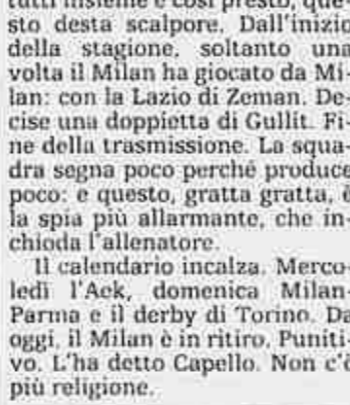 tutti insieme e così presto, que-
sto desta scalpore. Dall'inizio
della stagione, soltanto una
volta il Milan ha giocato da Mi-
lan: con la Lazio di Zeman. De-
cise una doppietta di Gullit. Fi-
ne della trasmissione. La squa-
dra segna poco perché produce
poco: e questo, gratta gratta, è
la spia più allarmante, che in-
chioda l'allenatore.
Il calendario incalza. Merco-
ledì l'Aek, domenica Milan-
Parma e il derby di Torino. Da
oggi, il Milan è in ritiro. Puniti-
vo. L'ha detto Capello. Non c'è
più religione.